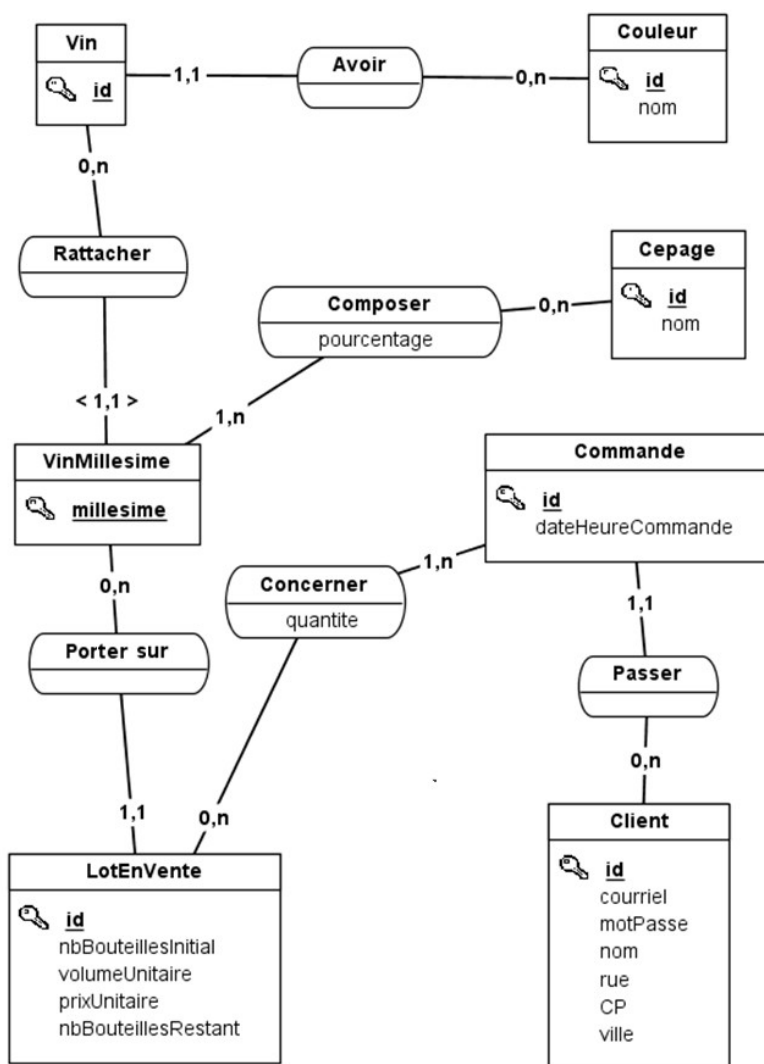 Vin
id
1,1
Avoir
0,n
Couleur
id
nom
0,n
Rattacher
< 1,1 >
Composer
pourcentage
0,n
Cepage
id
nom
1,n
VinMillesime
millesime
Commande
id
dateHeureCommande
0,n
Concerner
quantite
1,n
1,1
Porter sur
Passer
1,1
0,n
0,n
LotEnVente
id
nbBouteillesInitial
volumeUnitaire
prixUnitaire
nbBouteillesRestant
Client
id
courriel
motPasse
nom
rue
CP
ville